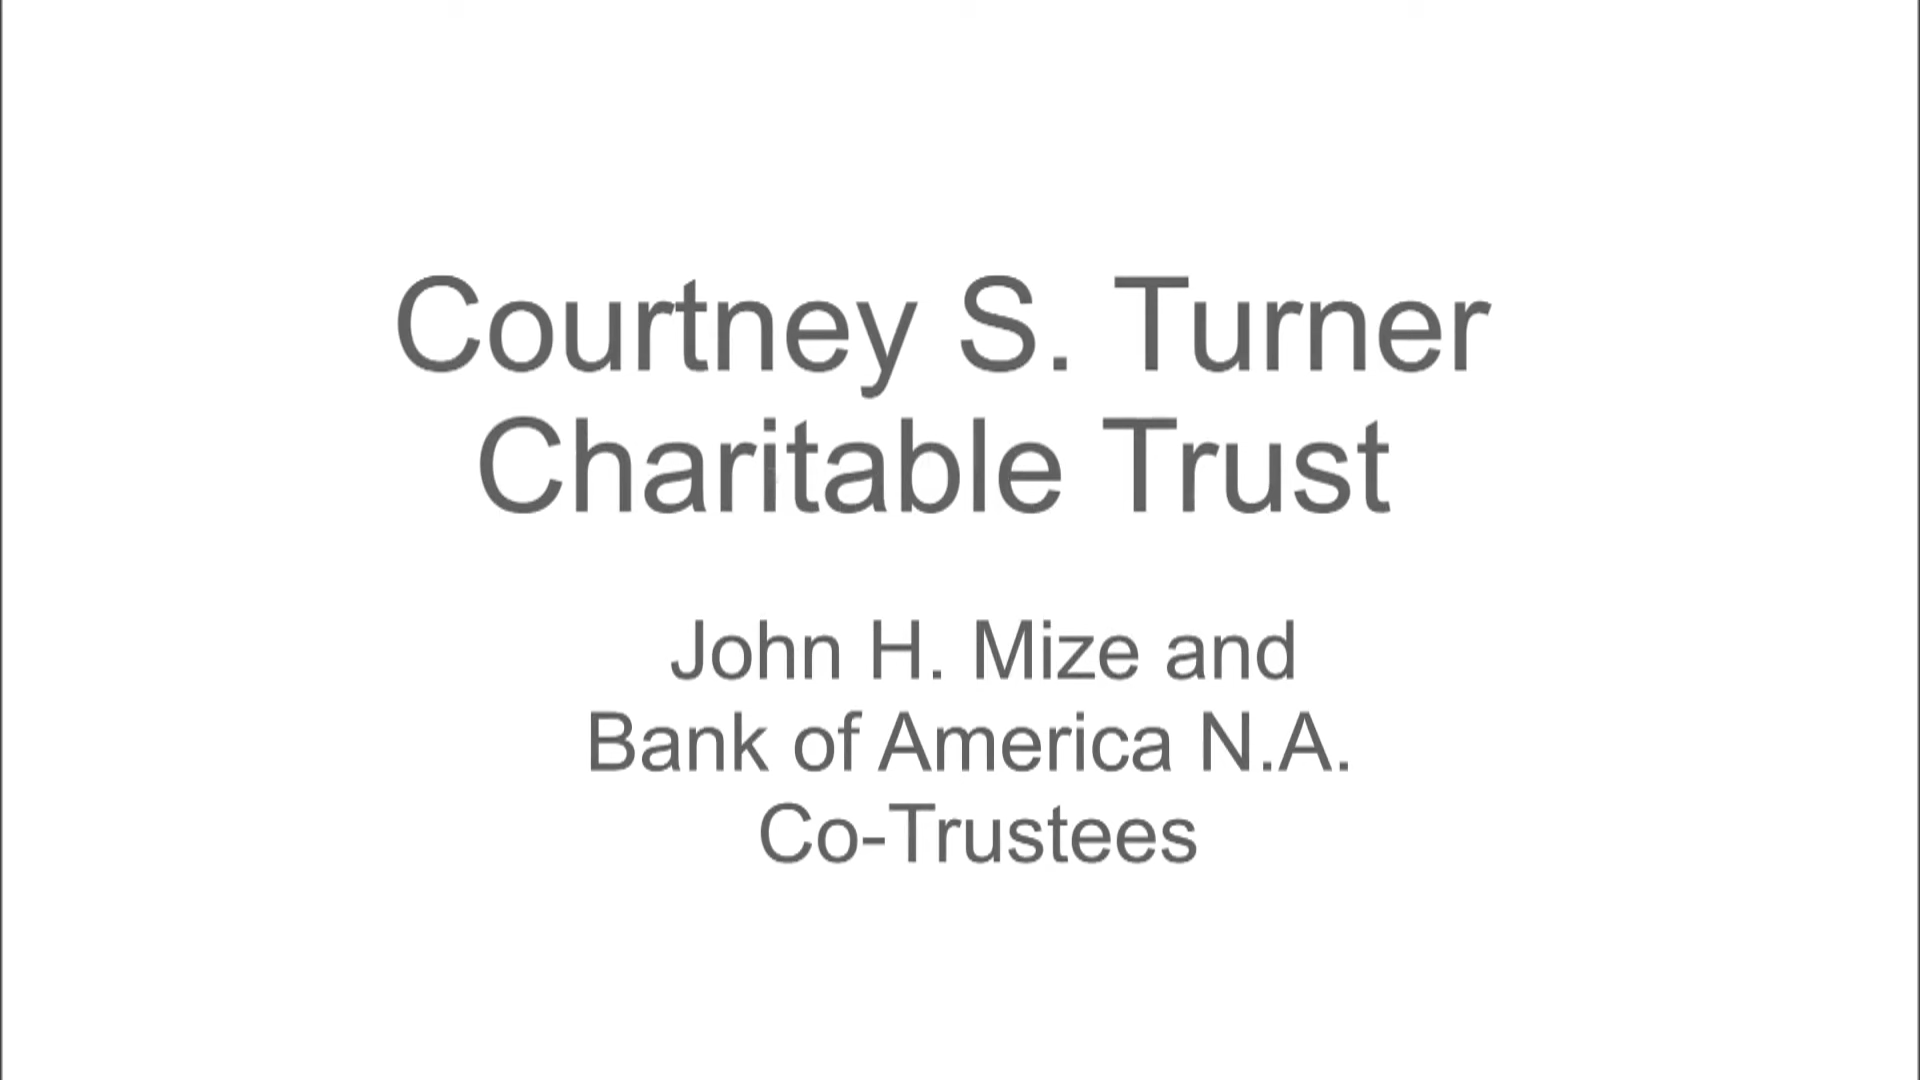 Courtney S. Turner
Charitable Trust
John H. Mize and
Bank of America N.A.
Co-Trustees